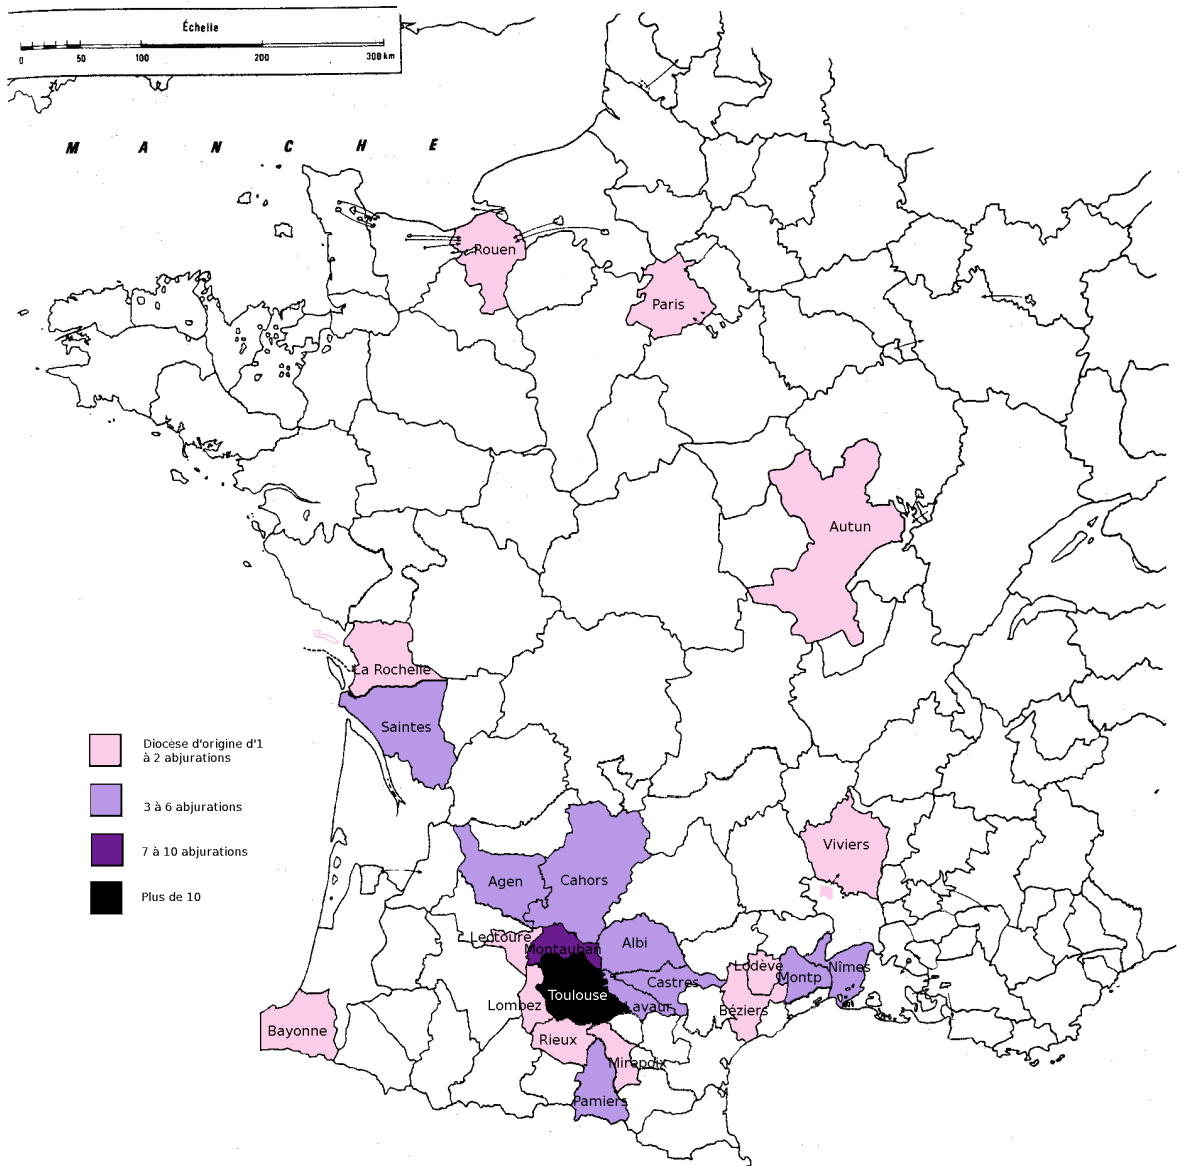 Échelle
0 50 100 200 300 km
M A N C H E
Rouen
Paris
Autun
La Rochelle
Saintes
Diocèse d'origine d'1
à 2 abjurations
3 à 6 abjurations
7 à 10 abjurations
Plus de 10
Viviers
Agen
Cahors
Lectoure
Montauban
Albi
Lodève
Nîmes
Montp
Castres
Toulouse
Lombez
Lavaur
Béziers
Bayonne
Rieux
Mirepoix
Pamiers